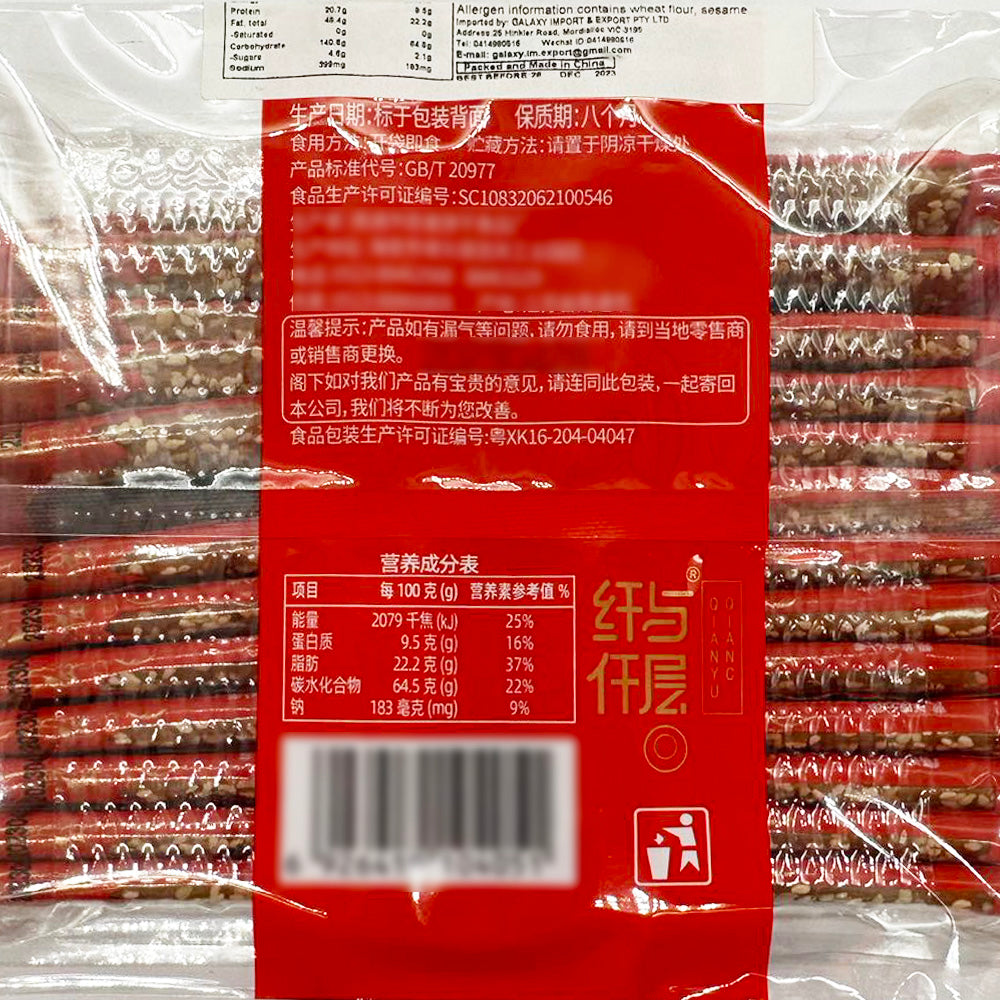 Protein 20.7g 9.5g
Fat, total 48.4g 22.2g
-Saturated 0g 0g
Carbohydrate 140.6g 64.5g
-Sugars 4.6g 2.1g
Sodium 399mg 183mg
Allergen information contains wheat flour, sesame
Imported by: GALAXY IMPORT & EXPORT PTY LTD
Address 25 Hinkler Road, Mordialloc VIC 3195
Tel: 0414980516 Wechat ID:0414980516
E-mail: galaxy.im.export@gmail.com
Packed and Made in China
BEST BEFORE 28 DEC 2023
生产日期:标于包装背面 保质期:八个月
食用方法:开袋即食 贮藏方法:请置于阴凉干燥处
产品标准代号:GB/T 20977
食品生产许可证编号:SC10832062100546
温馨提示:产品如有漏气等问题,请勿食用,请到当地零售商
或销售商更换。
阁下如对我们产品有宝贵的意见,请连同此包装,一起寄回
本公司,我们将不断为您改善。
食品包装生产许可证编号:粤XK16-204-04047
营养成分表
项目 每 100 克 (g) 营养素参考值 %
能量 2079 千焦 (kJ) 25%
蛋白质 9.5 克 (g) 16%
脂肪 22.2 克 (g) 37%
碳水化合物 64.5 克 (g) 22%
钠 183 毫克 (mg) 9%
纤与®
仟层
QIANYU
QIANC